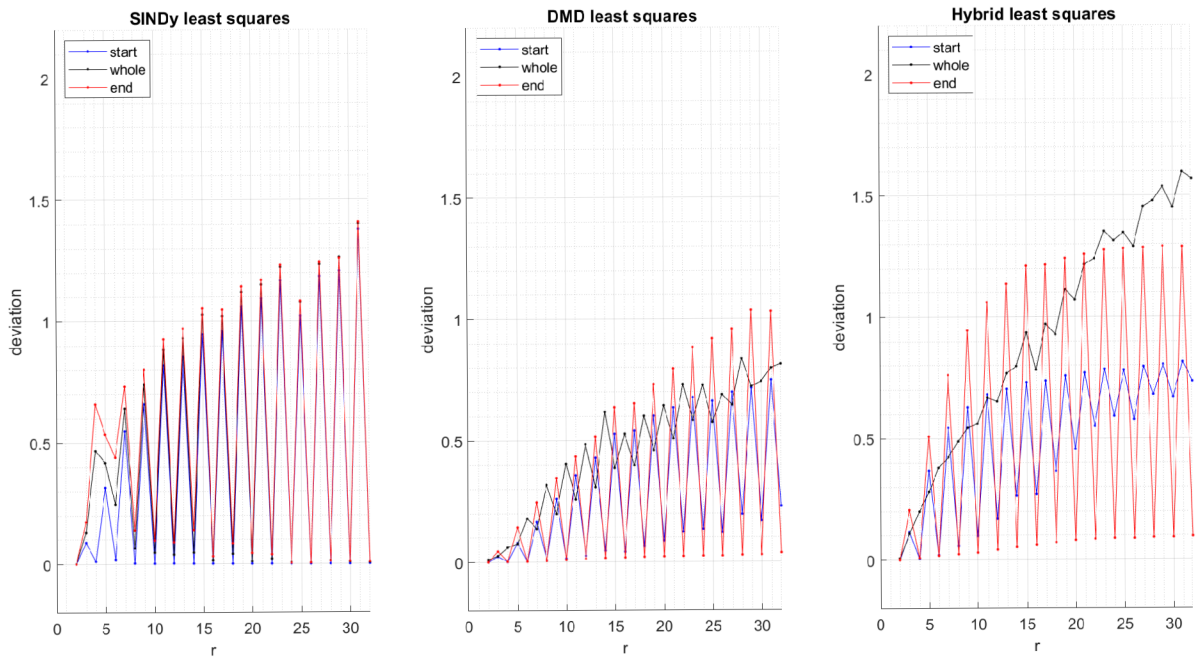 SINDy least squares
start
whole
end
2
1.5
1
0.5
0
deviation
0 5 10 15 20 25 30
r
DMD least squares
start
whole
end
2
1.5
1
0.5
0
deviation
0 5 10 15 20 25 30
r
Hybrid least squares
start
whole
end
2
1.5
1
0.5
0
deviation
0 5 10 15 20 25 30
r